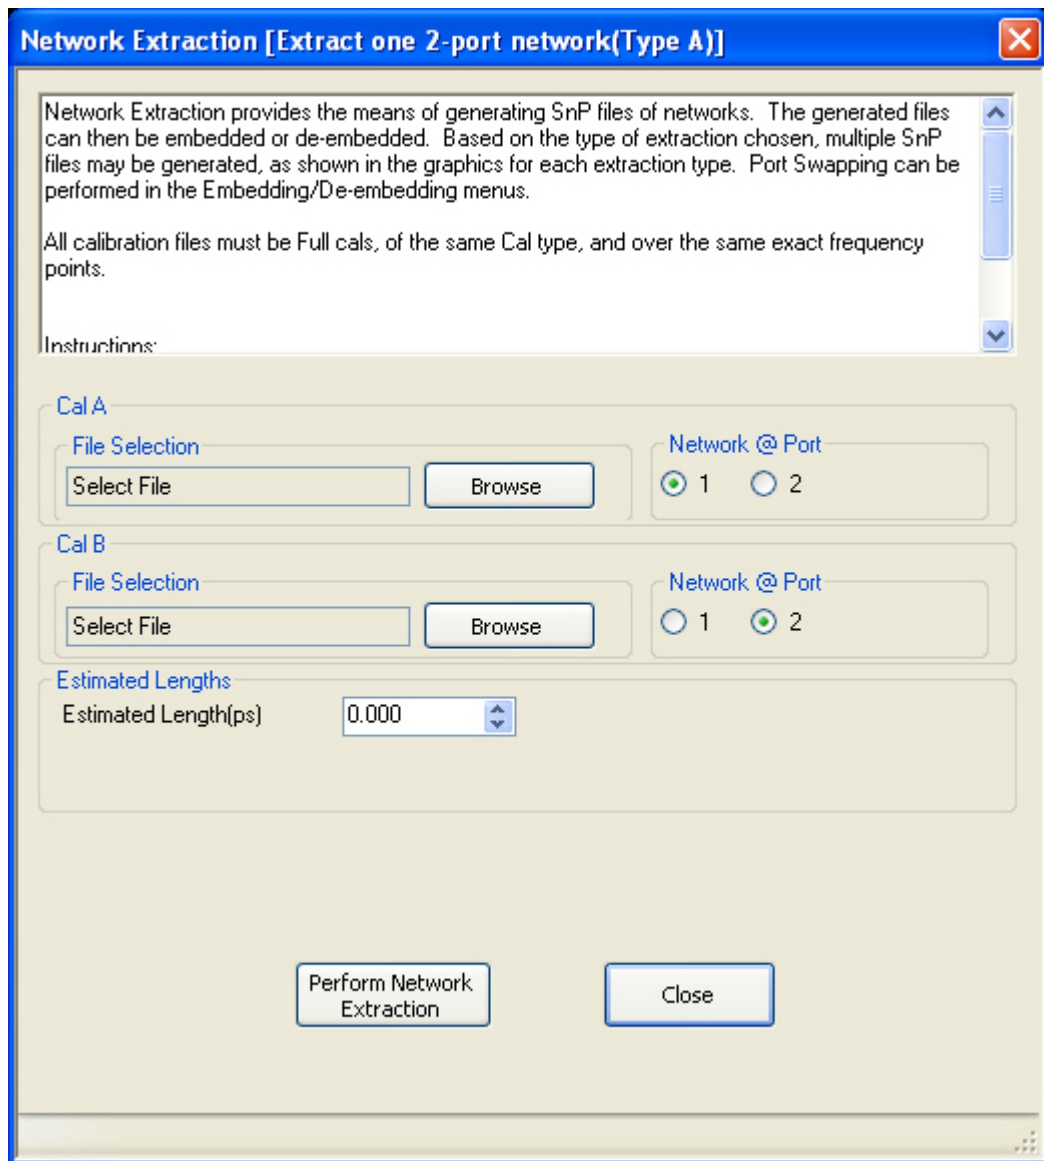 Network Extraction [Extract one 2-port network(Type A)]
Network Extraction provides the means of generating SnP files of networks.  The generated files
can then be embedded or de-embedded.  Based on the type of extraction chosen, multiple SnP
files may be generated, as shown in the graphics for each extraction type.  Port Swapping can be
performed in the Embedding/De-embedding menus.
All calibration files must be Full cals, of the same Cal type, and over the same exact frequency
points.
Instructions:
Cal A
File Selection
Select File
Browse
Network @ Port
1 2
Cal B
File Selection
Select File
Browse
Network @ Port
1 2
Estimated Lengths
Estimated Length(ps) 0.000
Perform Network
Extraction
Close